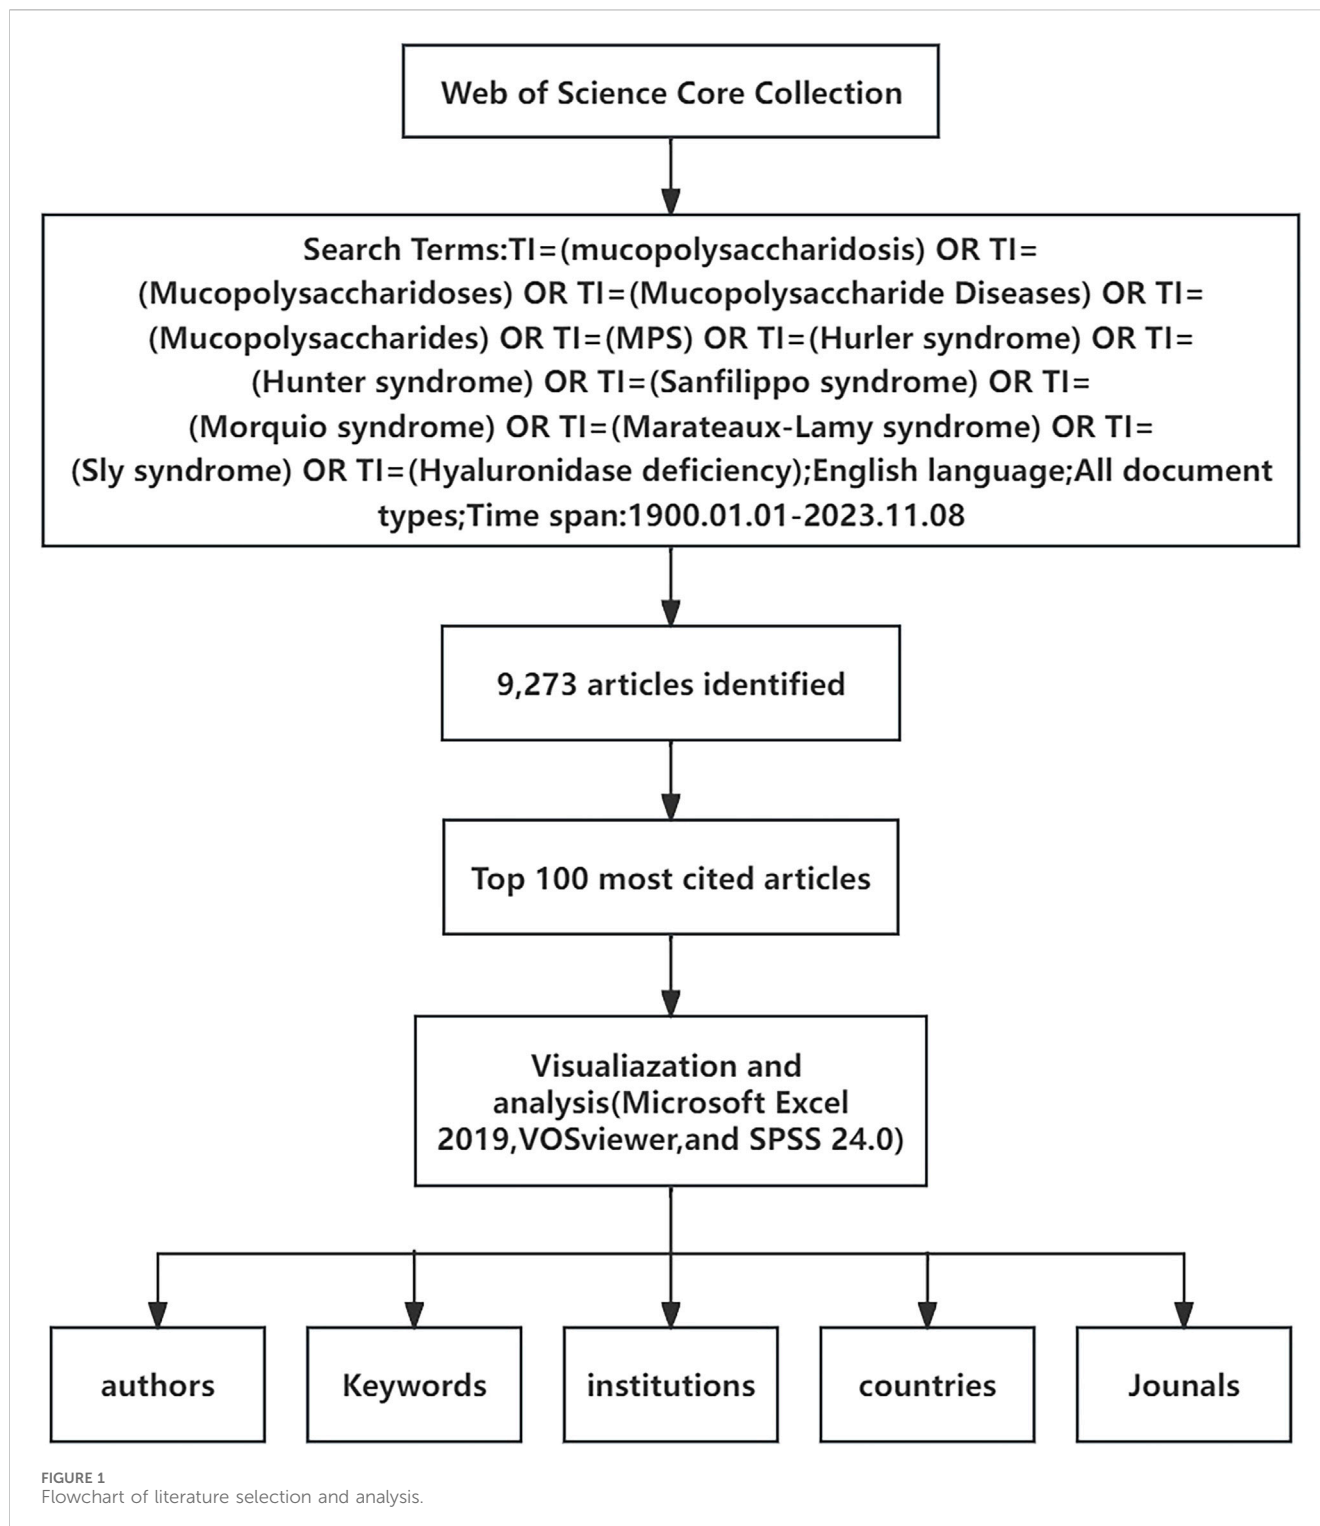 Web of Science Core Collection
Search Terms:TI=(mucopolysaccharidosis) OR TI=
(Mucopolysaccharidoses) OR TI=(Mucopolysaccharide Diseases) OR TI=
(Mucopolysaccharides) OR TI=(MPS) OR TI=(Hurler syndrome) OR TI=
(Hunter syndrome) OR TI=(Sanfilippo syndrome) OR TI=
(Morquio syndrome) OR TI=(Marateaux-Lamy syndrome) OR TI=
(Sly syndrome) OR TI=(Hyaluronidase deficiency);English language;All document
types;Time span:1900.01.01-2023.11.08
9,273 articles identified
Top 100 most cited articles
Visualiazation and
analysis(Microsoft Excel
2019,VOSviewer,and SPSS 24.0)
authors
Keywords
institutions
countries
Jounals
FIGURE 1
Flowchart of literature selection and analysis.